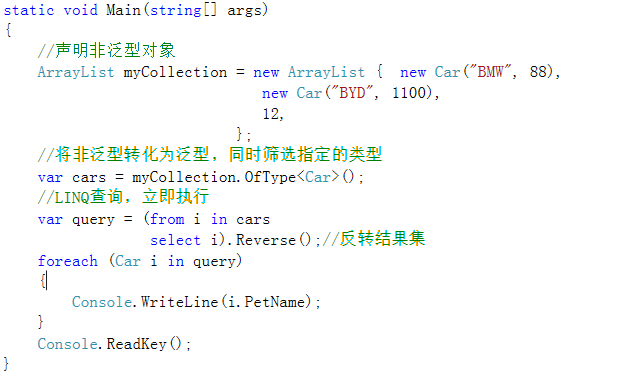 static void Main(string[] args)
{
//声明非泛型对象
ArrayList myCollection = new ArrayList { new Car("BMW", 88),
new Car("BYD", 1100),
12,
};
//将非泛型转化为泛型，同时筛选指定的类型
var cars = myCollection.OfType<Car>();
//LINQ查询，立即执行
var query = (from i in cars
select i).Reverse();//反转结果集
foreach (Car i in query)
{
Console.WriteLine(i.PetName);
}
Console.ReadKey();
}